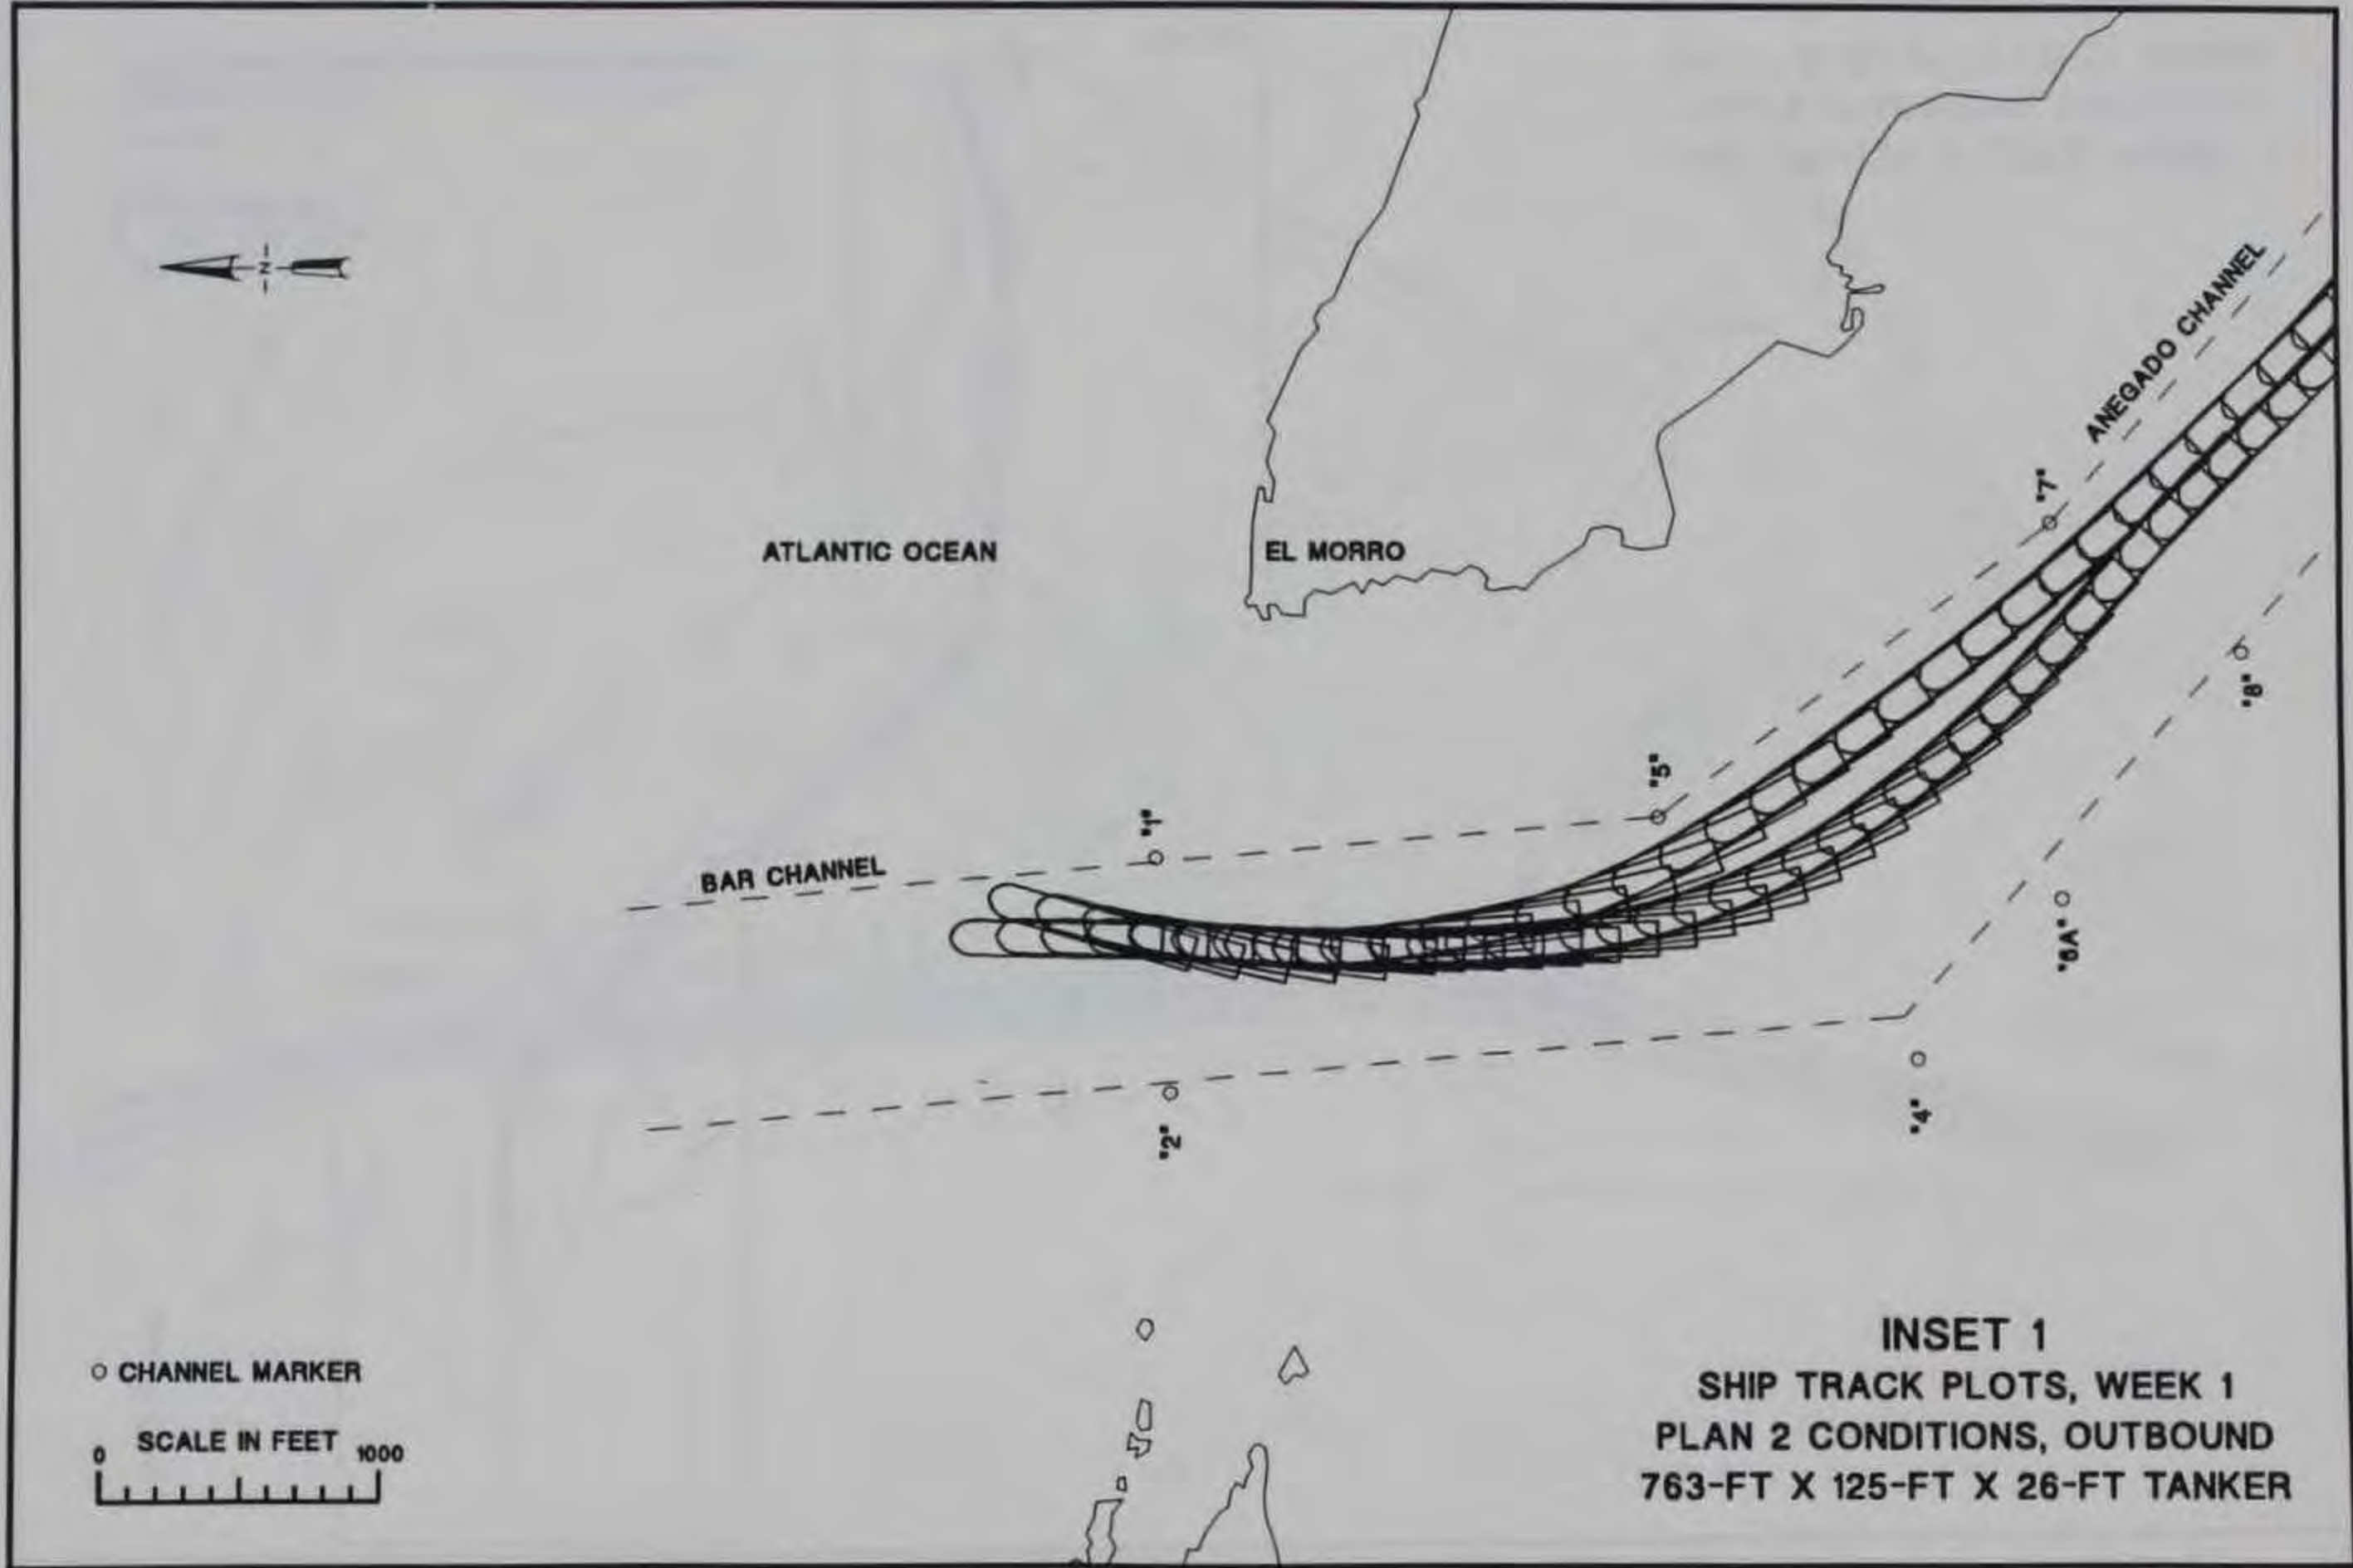 ANEGADO CHANNEL
"7"
ATLANTIC OCEAN
EL MORRO
Z
"8"
"5"
"1"
BAR CHANNEL
"6A"
"4"
"2"
INSET 1
SHIP TRACK PLOTS, WEEK 1
PLAN 2 CONDITIONS, OUTBOUND
763-FT X 125-FT X 26-FT TANKER
CHANNEL MARKER
SCALE IN FEET
0 1000